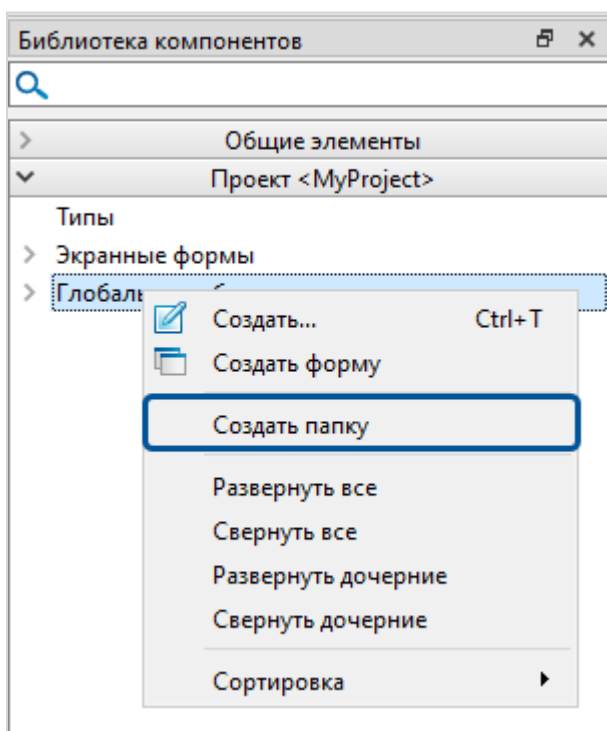 Библиотека компонентов
Общие элементы
Проект <MyProject>
Типы
Экранные формы
Создать... Ctrl+T
Создать форму
Создать папку
Развернуть все
Свернуть все
Развернуть дочерние
Свернуть дочерние
Сортировка